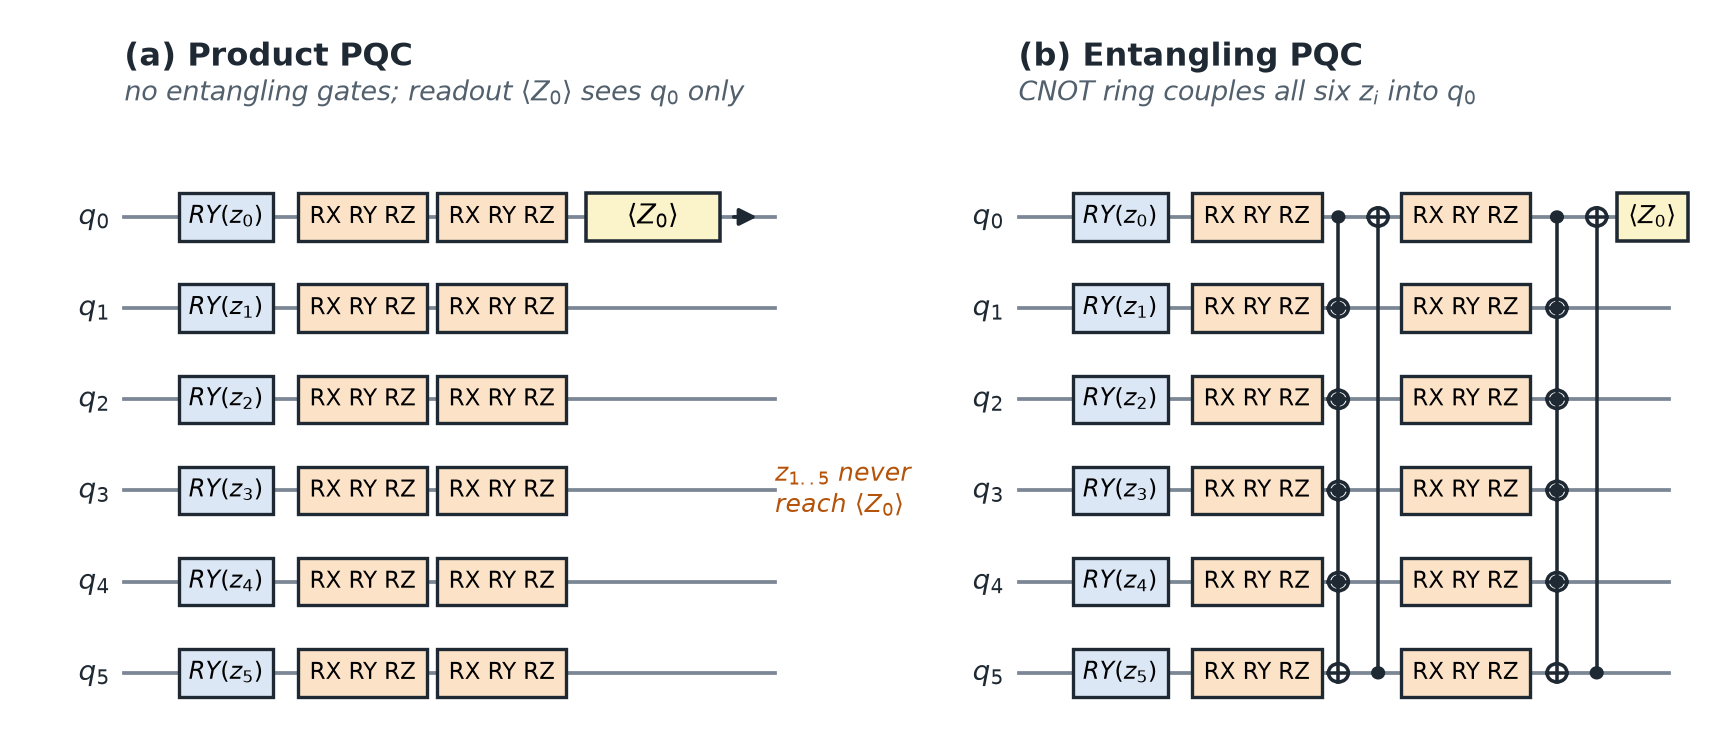 (a) Product PQC
no entangling gates; readout ⟨Z₀⟩ sees q₀ only
q₀ RY(z₀) RX RY RZ RX RY RZ ⟨Z₀⟩
q₁ RY(z₁) RX RY RZ RX RY RZ
q₂ RY(z₂) RX RY RZ RX RY RZ
q₃ RY(z₃) RX RY RZ RX RY RZ
z₁..₅ never
reach ⟨Z₀⟩
q₄ RY(z₄) RX RY RZ RX RY RZ
q₅ RY(z₅) RX RY RZ RX RY RZ
(b) Entangling PQC
CNOT ring couples all six zᵢ into q₀
q₀ RY(z₀) RX RY RZ RX RY RZ ⟨Z₀⟩
q₁ RY(z₁) RX RY RZ RX RY RZ
q₂ RY(z₂) RX RY RZ RX RY RZ
q₃ RY(z₃) RX RY RZ RX RY RZ
q₄ RY(z₄) RX RY RZ RX RY RZ
q₅ RY(z₅) RX RY RZ RX RY RZ